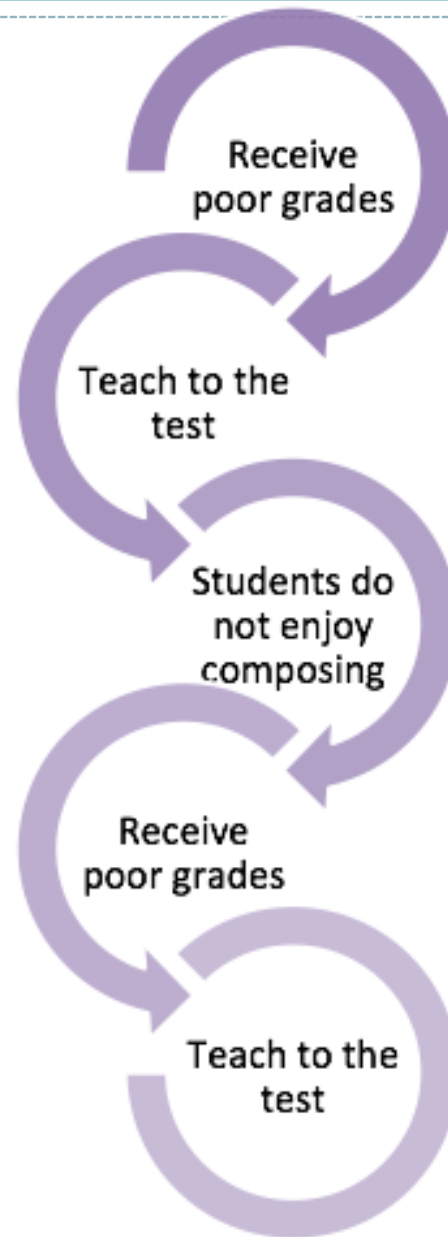 Receive
poor grades
Teach to the
test
Students do
not enjoy
composing
Receive
poor grades
Teach to the
test